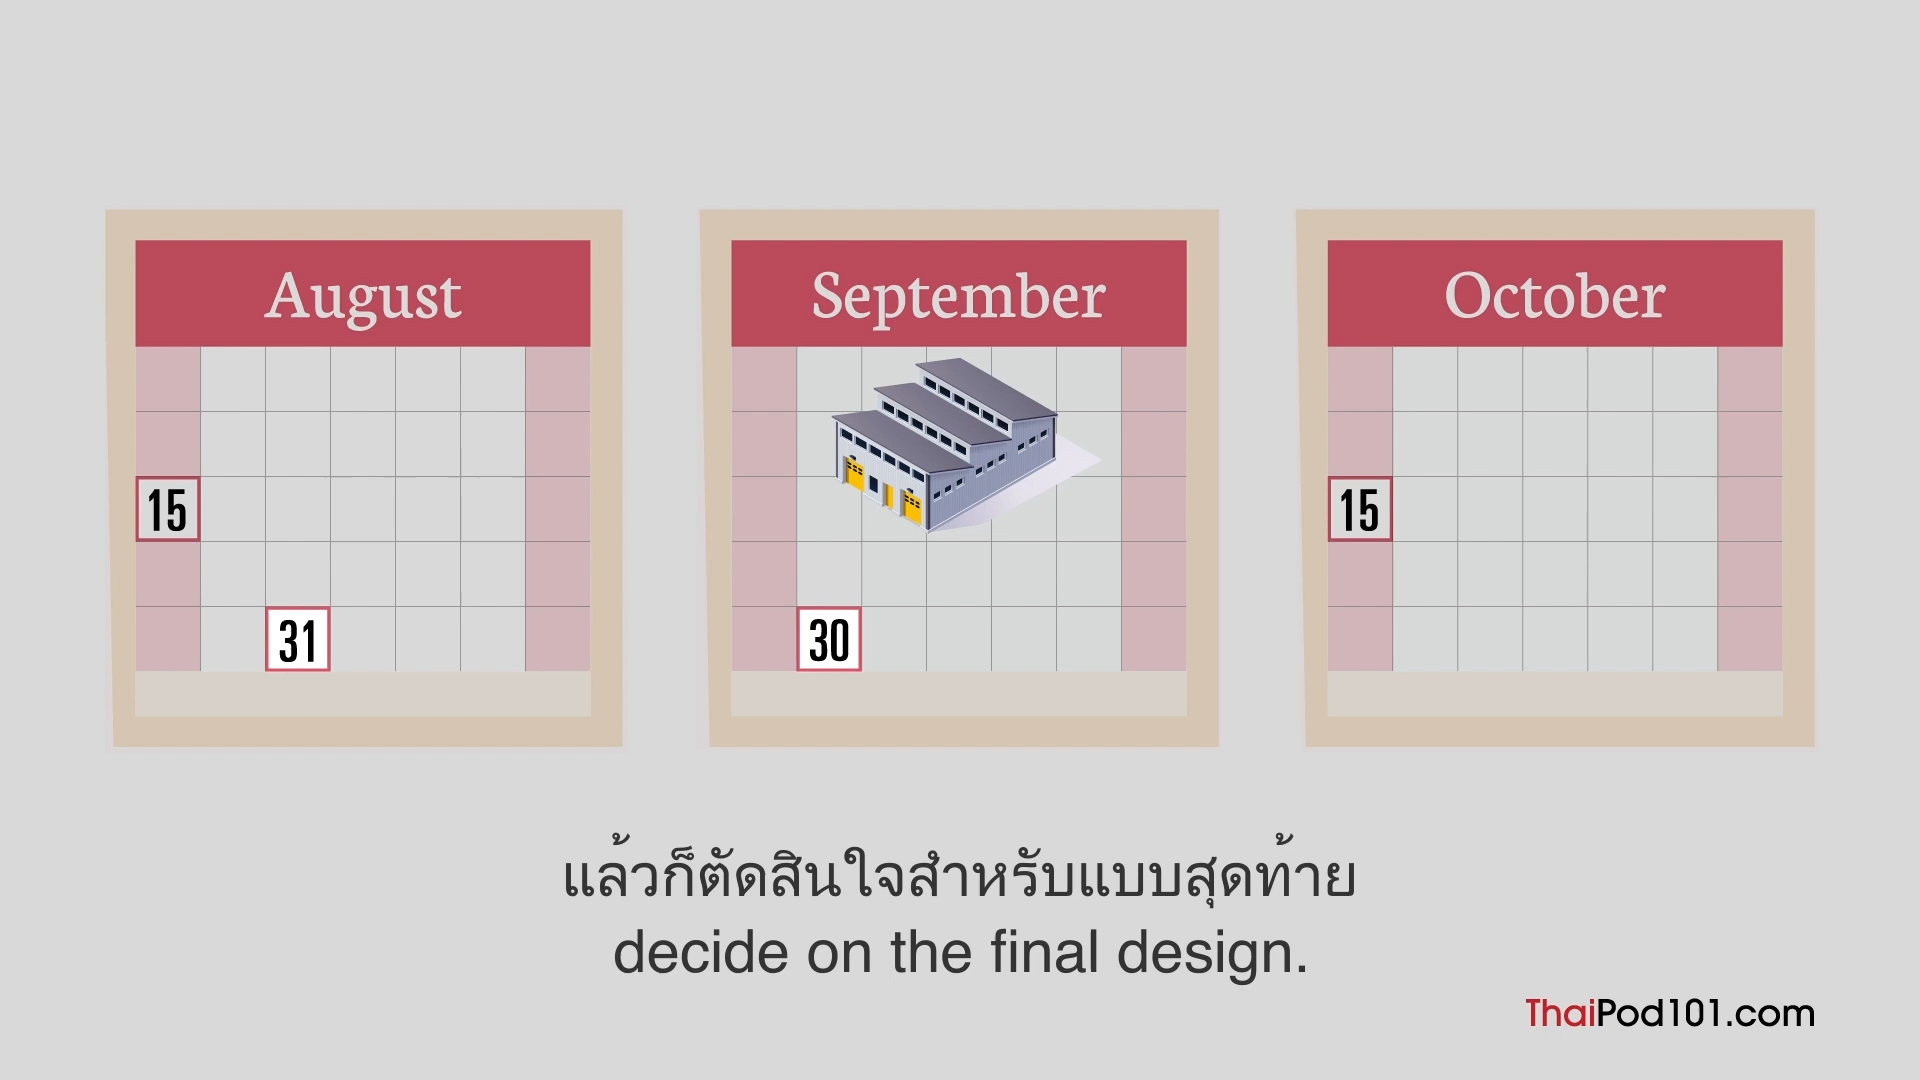 August
September
October
15
15
31
30
แล้วก็ตัดสินใจสำหรับแบบสุดท้าย
decide on the final design.
ThaiPod101.com